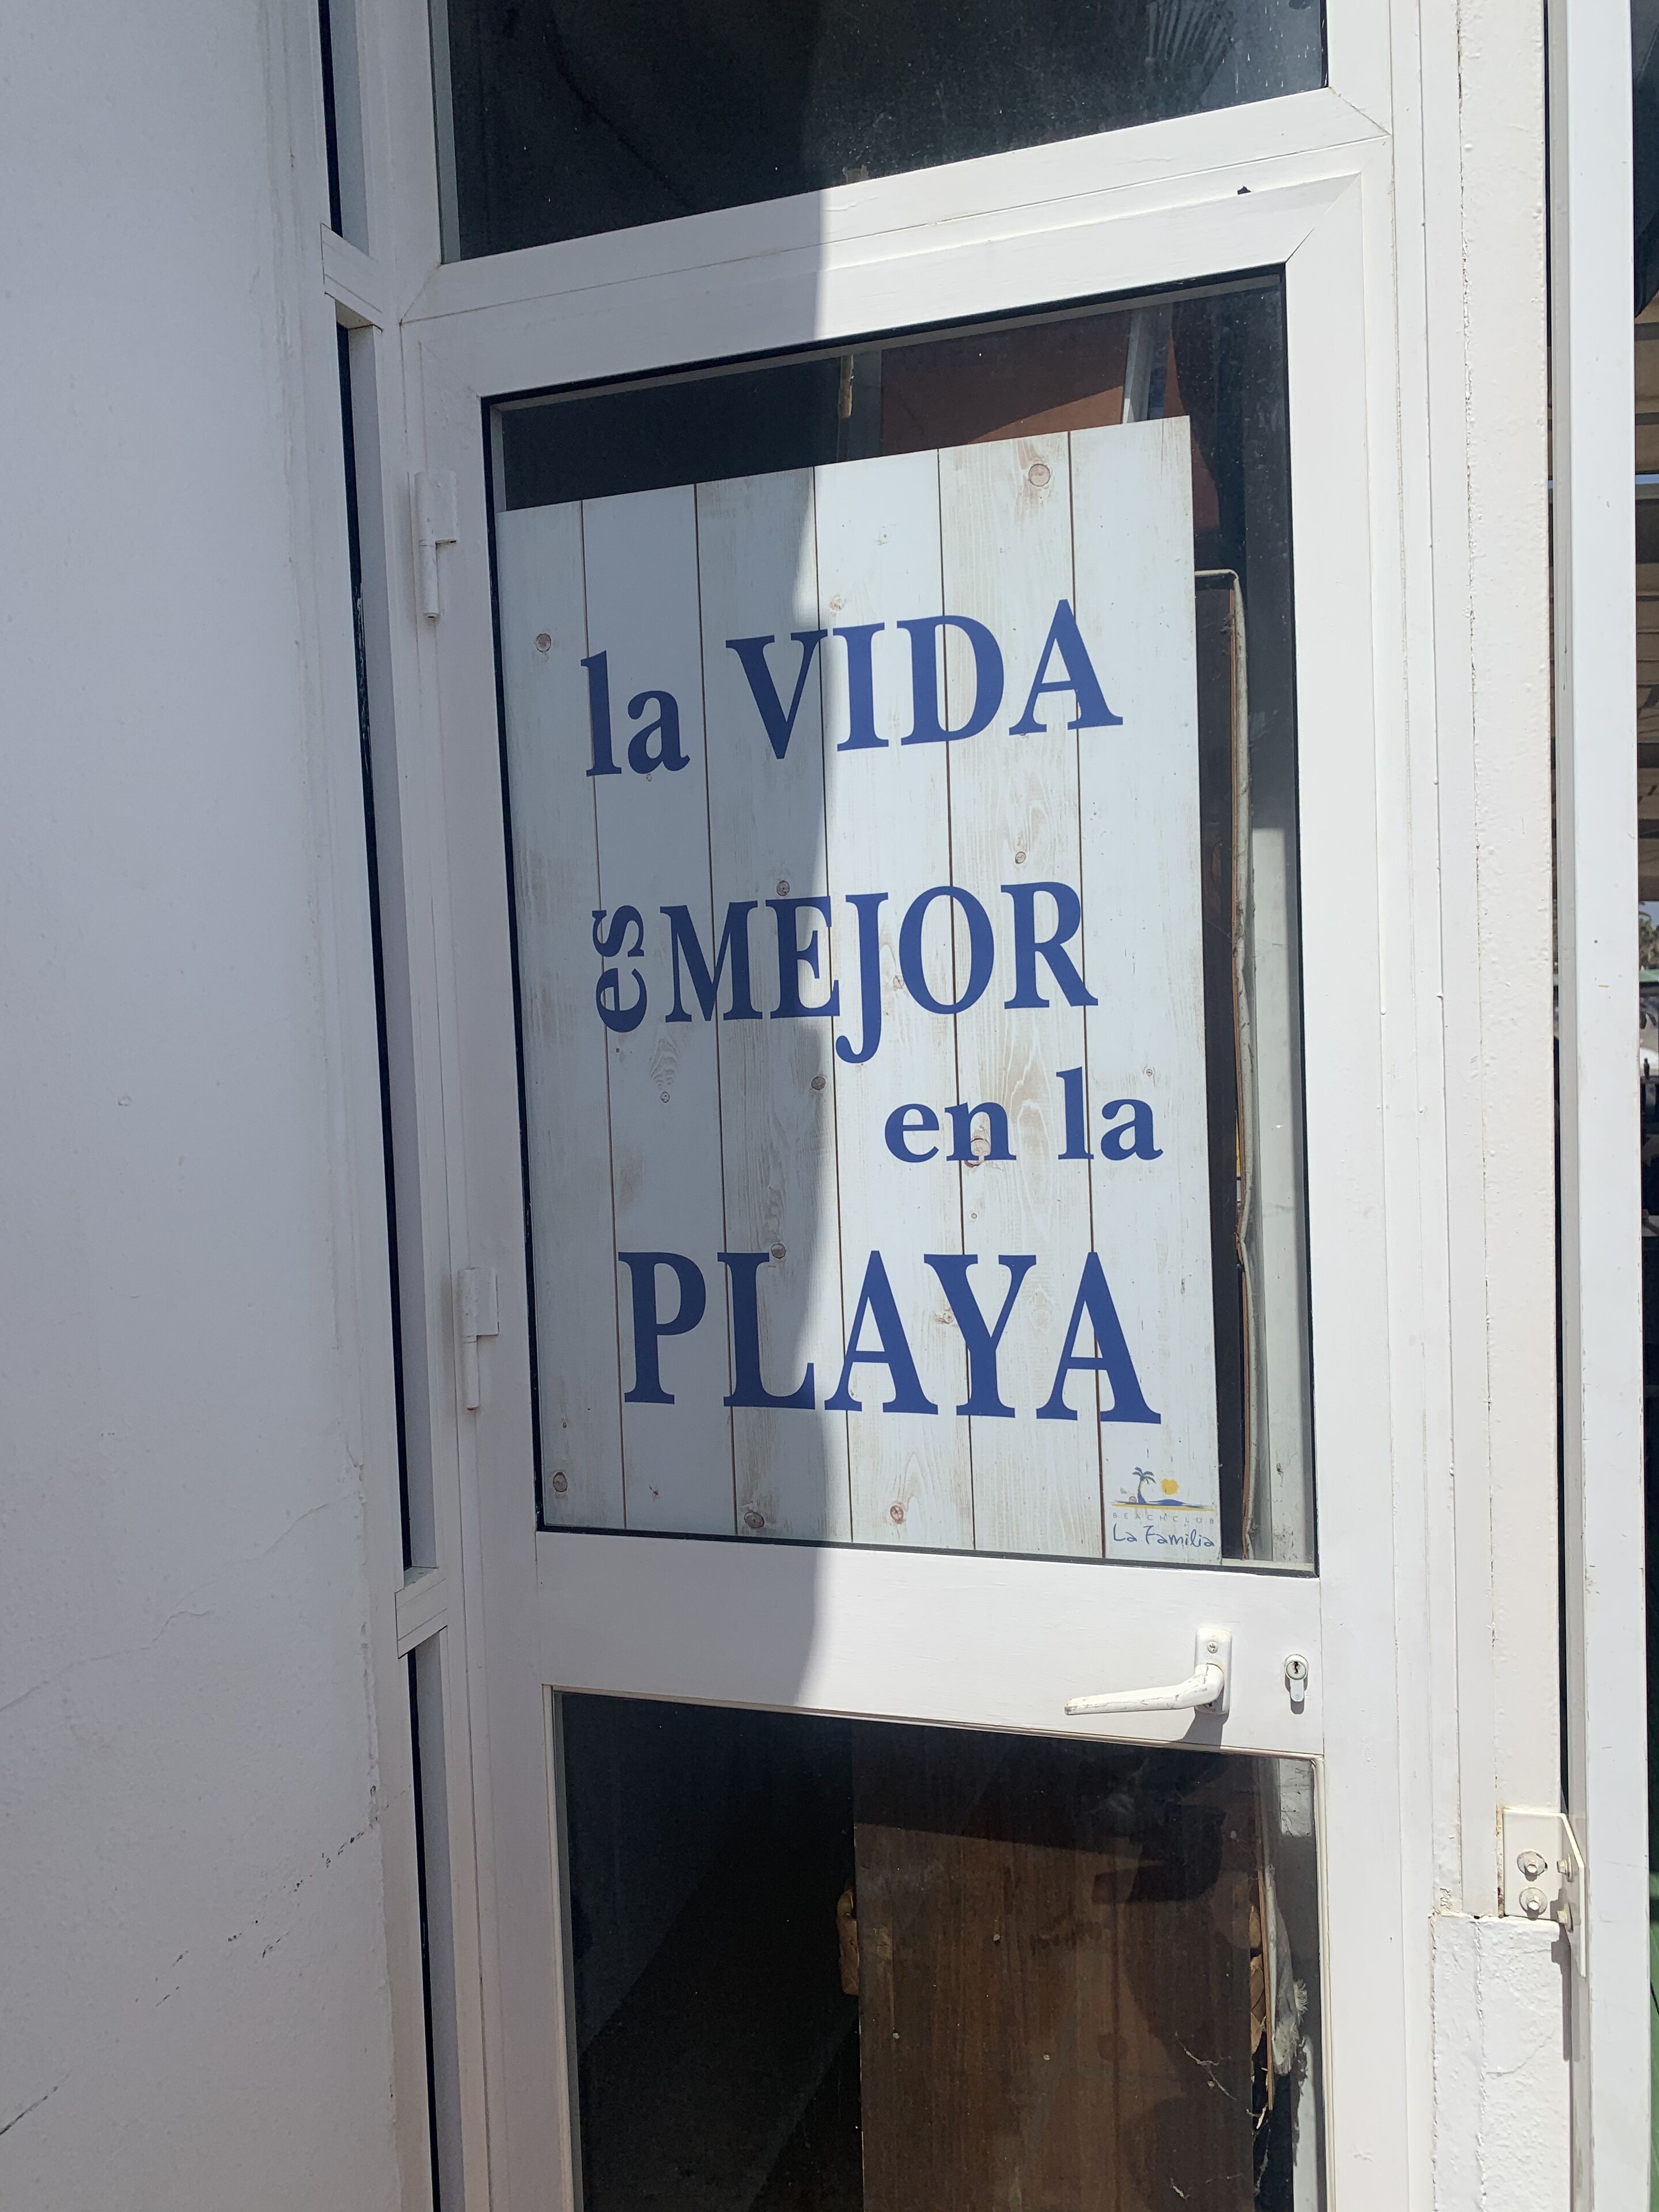 la VIDA
es MEJOR
en la
PLAYA
BEACHCLUB
La Familia